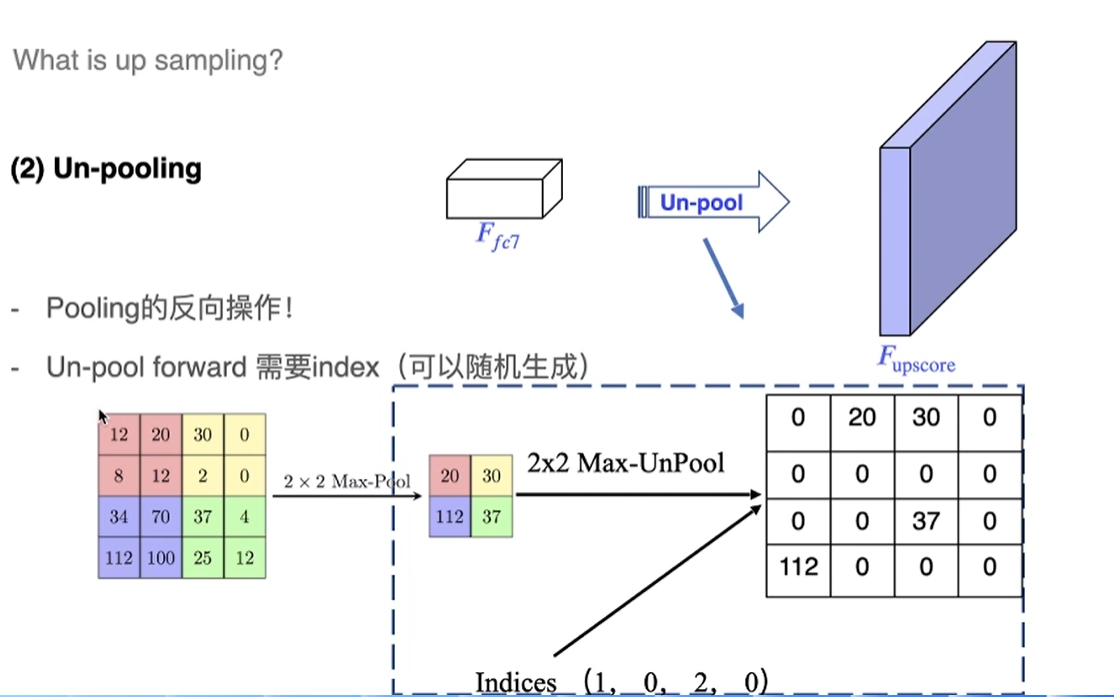 What is up sampling?
(2) Un-pooling
Un-pool
F fc7
- Pooling的反向操作！
- Un-pool forward 需要index（可以随机生成）
F upscore
12 20 30 0
8 12 2 0
34 70 37 4
112 100 25 12
2 × 2 Max-Pool
20 30
112 37
2x2 Max-UnPool
0 20 30 0
0 0 0 0
0 0 37 0
112 0 0 0
Indices （1， 0， 2， 0）